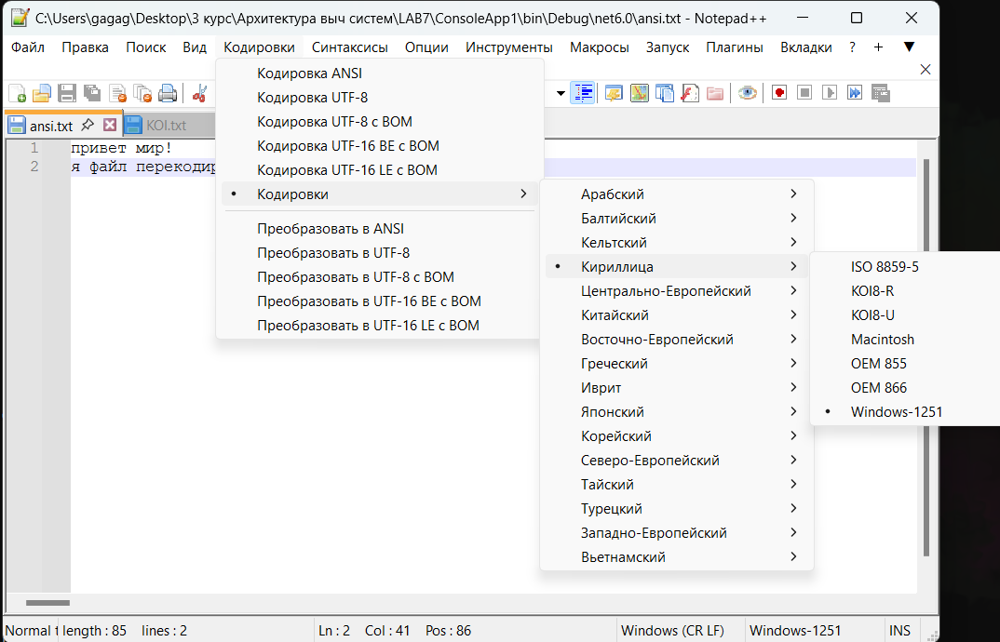 C:\Users\gagag\Desktop\3 курс\Архитектура выч систем\LAB7\ConsoleApp1\bin\Debug\net6.0\ansi.txt - Notepad++
Файл Правка Поиск Вид Кодировки Синтаксисы Опции Инструменты Макросы Запуск Плагины Вкладки ? + ▼
ansi.txt KOI.txt
1 привет мир!
2 я файл перекодир
Кодировка ANSI
Кодировка UTF-8
Кодировка UTF-8 с BOM
Кодировка UTF-16 BE с BOM
Кодировка UTF-16 LE с BOM
Кодировки
Преобразовать в ANSI
Преобразовать в UTF-8
Преобразовать в UTF-8 с BOM
Преобразовать в UTF-16 BE с BOM
Преобразовать в UTF-16 LE с BOM
Арабский
Балтийский
Кельтский
Кириллица
Центрально-Европейский
Китайский
Восточно-Европейский
Греческий
Иврит
Японский
Корейский
Северо-Европейский
Тайский
Турецкий
Западно-Европейский
Вьетнамский
ISO 8859-5
KOI8-R
KOI8-U
Macintosh
OEM 855
OEM 866
Windows-1251
Normal t length : 85 lines : 2 Ln : 2 Col : 41 Pos : 86 Windows (CR LF) Windows-1251 INS